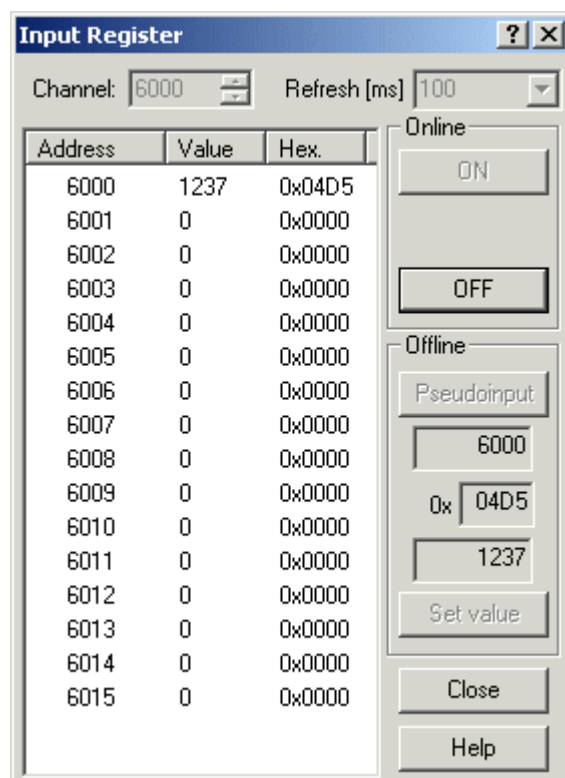 Input Register
Channel: 6000 Refresh [ms] 100
Address Value Hex.
6000 1237 0x04D5
6001 0 0x0000
6002 0 0x0000
6003 0 0x0000
6004 0 0x0000
6005 0 0x0000
6006 0 0x0000
6007 0 0x0000
6008 0 0x0000
6009 0 0x0000
6010 0 0x0000
6011 0 0x0000
6012 0 0x0000
6013 0 0x0000
6014 0 0x0000
6015 0 0x0000
Online
ON
OFF
Offline
Pseudoinput
6000
0x 04D5
1237
Set value
Close
Help